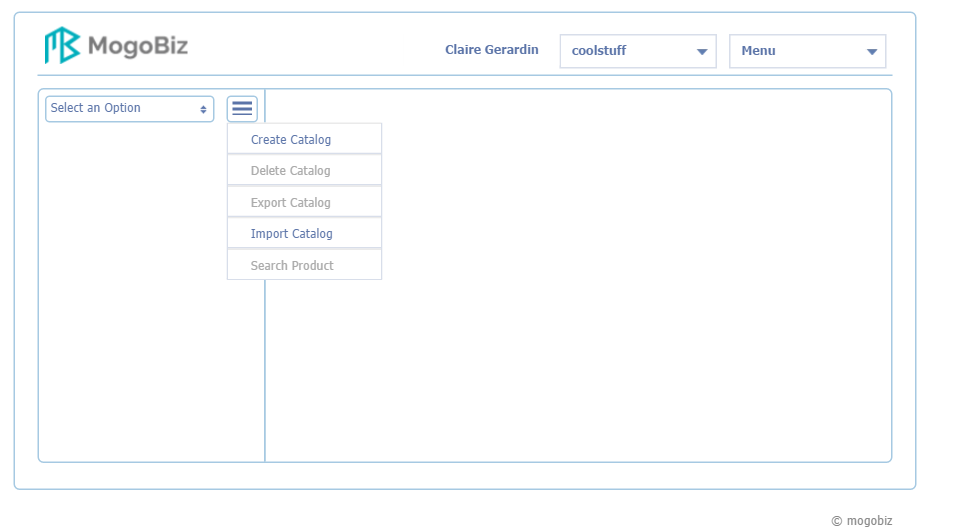 MogoBiz
Claire Gerardin
coolstuff
Menu
Select an Option
Create Catalog
Delete Catalog
Export Catalog
Import Catalog
Search Product
© mogobiz